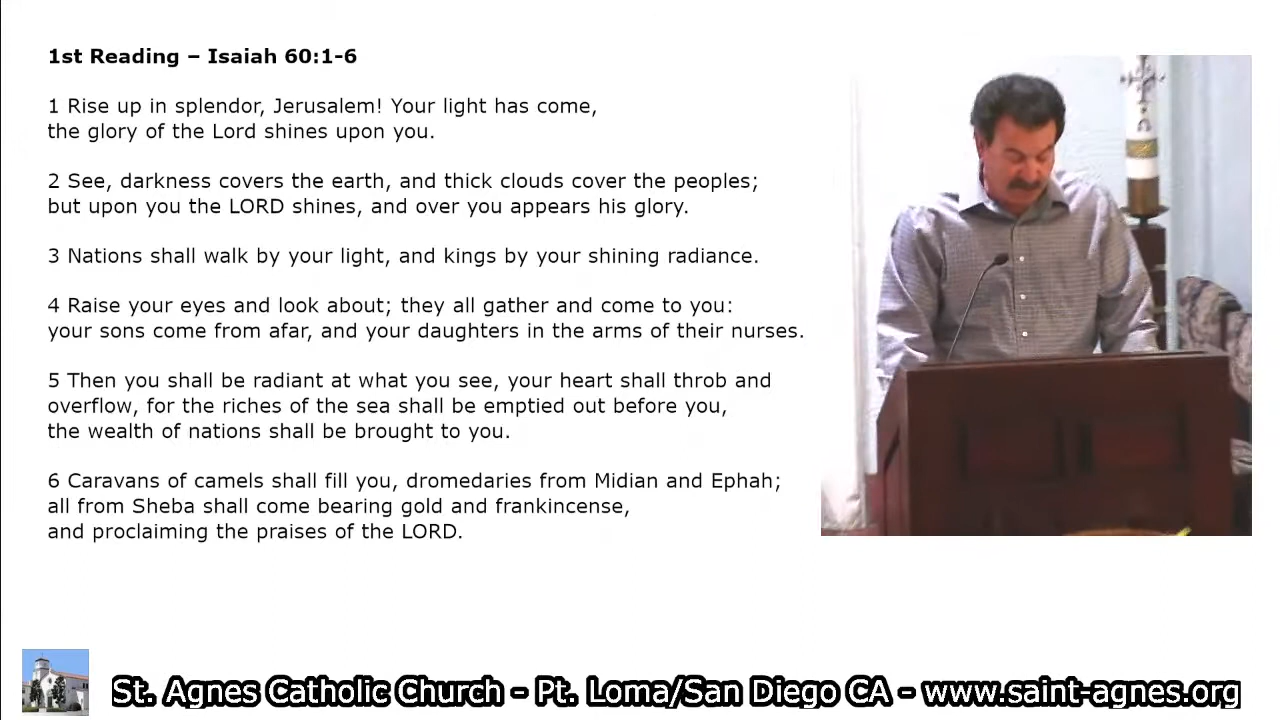 1st Reading – Isaiah 60:1-6
1 Rise up in splendor, Jerusalem! Your light has come,
the glory of the Lord shines upon you.
2 See, darkness covers the earth, and thick clouds cover the peoples;
but upon you the LORD shines, and over you appears his glory.
3 Nations shall walk by your light, and kings by your shining radiance.
4 Raise your eyes and look about; they all gather and come to you:
your sons come from afar, and your daughters in the arms of their nurses.
5 Then you shall be radiant at what you see, your heart shall throb and
overflow, for the riches of the sea shall be emptied out before you,
the wealth of nations shall be brought to you.
6 Caravans of camels shall fill you, dromedaries from Midian and Ephah;
all from Sheba shall come bearing gold and frankincense,
and proclaiming the praises of the LORD.
St. Agnes Catholic Church - Pt. Loma/San Diego CA - www.saint-agnes.org